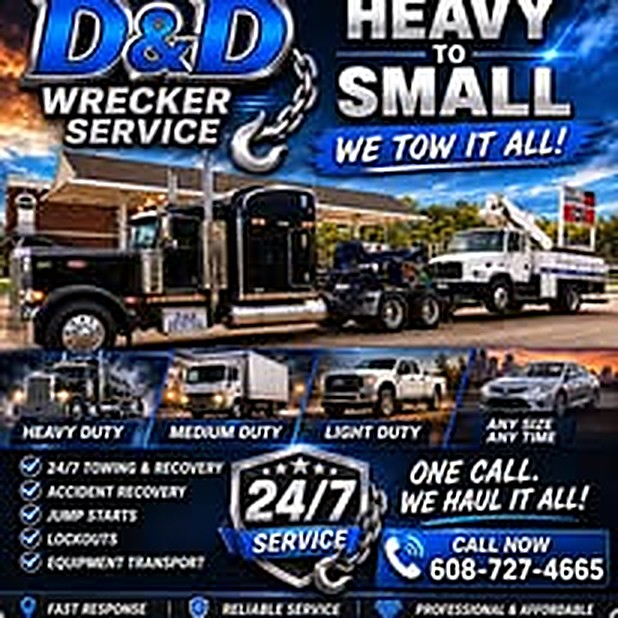 D&D
WRECKER
SERVICE
HEAVY
TO
SMALL
WE TOW IT ALL!
HEAVY DUTY
MEDIUM DUTY
LIGHT DUTY
ANY SIZE
ANY TIME
24/7 TOWING & RECOVERY
ACCIDENT RECOVERY
JUMP STARTS
LOCKOUTS
EQUIPMENT TRANSPORT
24/7
SERVICE
ONE CALL.
WE HAUL IT ALL!
CALL NOW
608-727-4665
FAST RESPONSE
RELIABLE SERVICE
PROFESSIONAL & AFFORDABLE